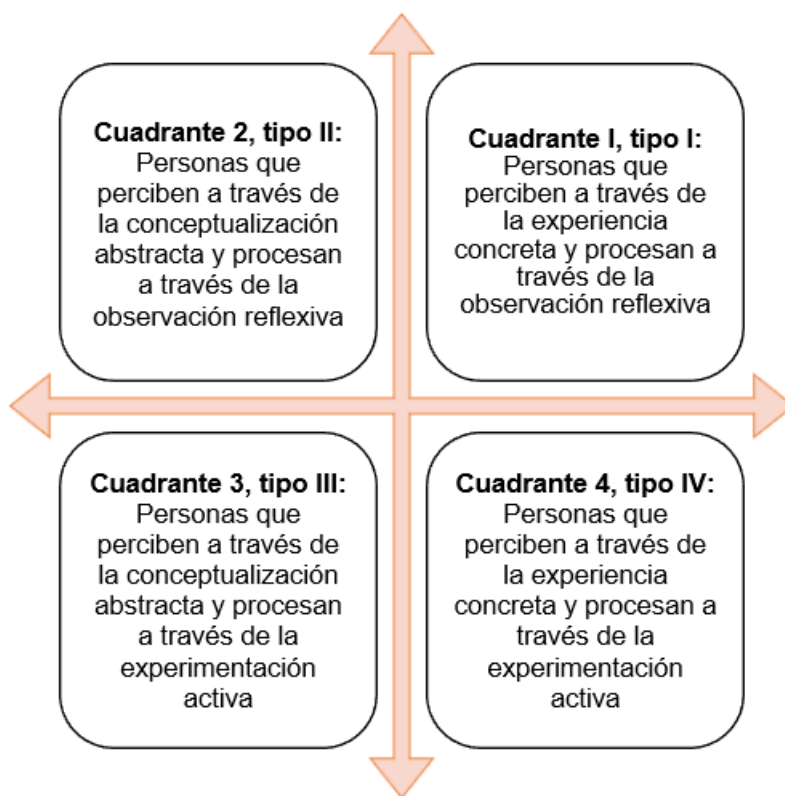 Cuadrante 2, tipo II:
Personas que
perciben a través de
la conceptualización
abstracta y procesan
a través de la
observación reflexiva
Cuadrante I, tipo I:
Personas que
perciben a través de
la experiencia
concreta y procesan a
través de la
observación reflexiva
Cuadrante 3, tipo III:
Personas que
perciben a través de
la conceptualización
abstracta y procesan
a través de la
experimentación
activa
Cuadrante 4, tipo IV:
Personas que
perciben a través de
la experiencia
concreta y procesan a
través de la
experimentación
activa